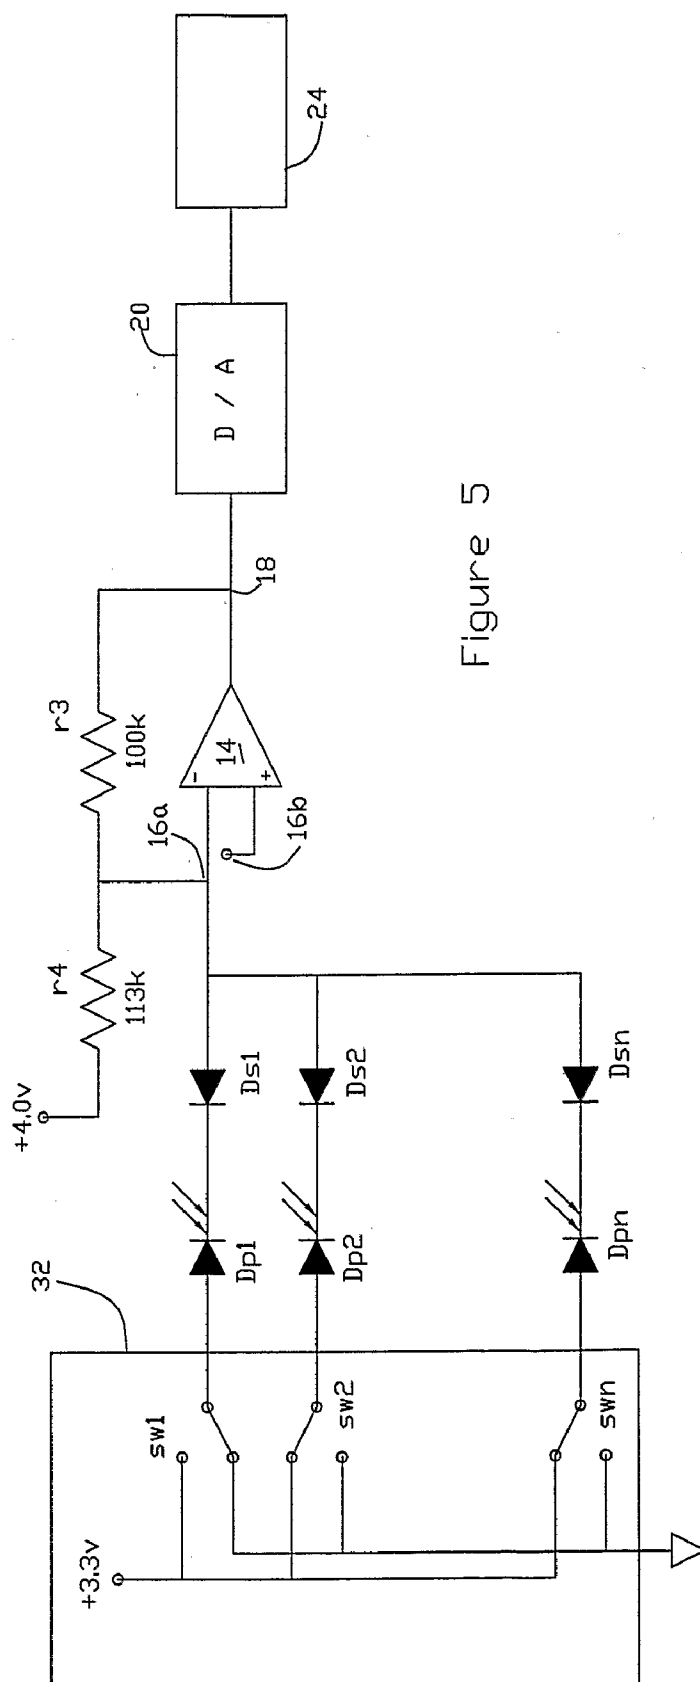 32
+3.3v
sw1
sw2
swn
Dp1
Dp2
Dpn
Ds1
Ds2
Dsn
+4.0v
r4
113k
r3
100k
16a
16b
-
+
14
18
20
D / A
24
Figure 5